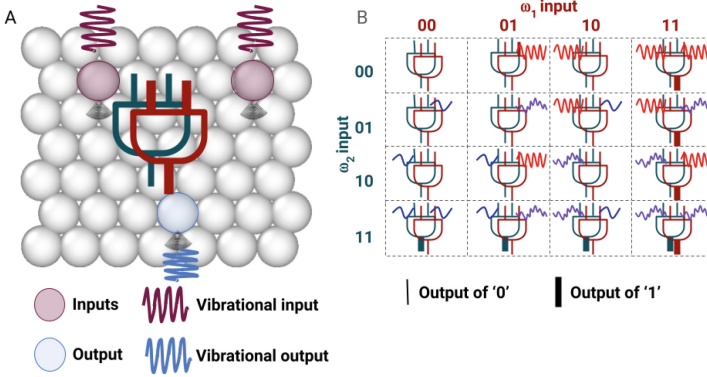 A
Inputs
Vibrational input
Output
Vibrational output
B
ω1 input
00 01 10 11
ω2 input
00
01
10
11
Output of ‘0’
Output of ‘1’